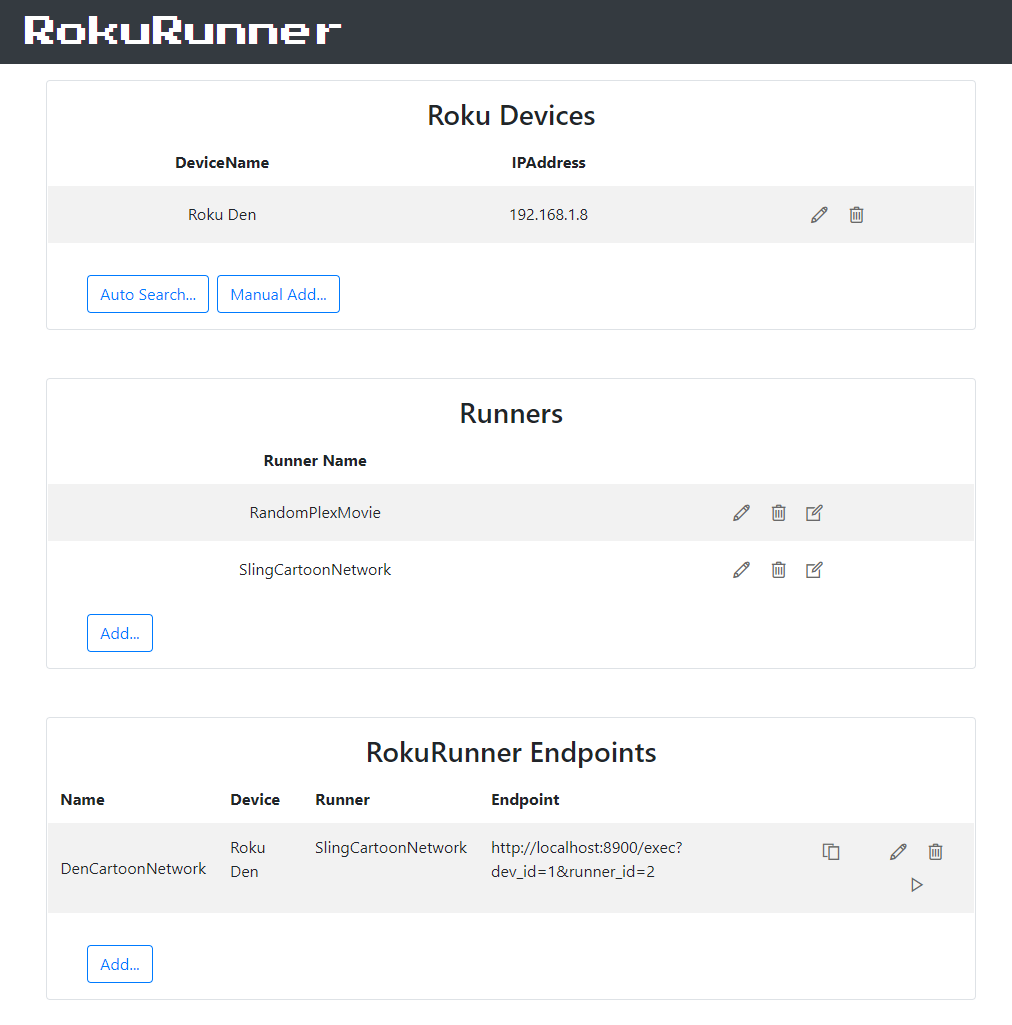 RokuRunner
Roku Devices
DeviceName IPAddress
Roku Den 192.168.1.8
Auto Search... Manual Add...
Runners
Runner Name
RandomPlexMovie
SlingCartoonNetwork
Add...
RokuRunner Endpoints
Name Device Runner Endpoint
DenCartoonNetwork Roku Den SlingCartoonNetwork http://localhost:8900/exec?
dev_id=1&runner_id=2
Add...